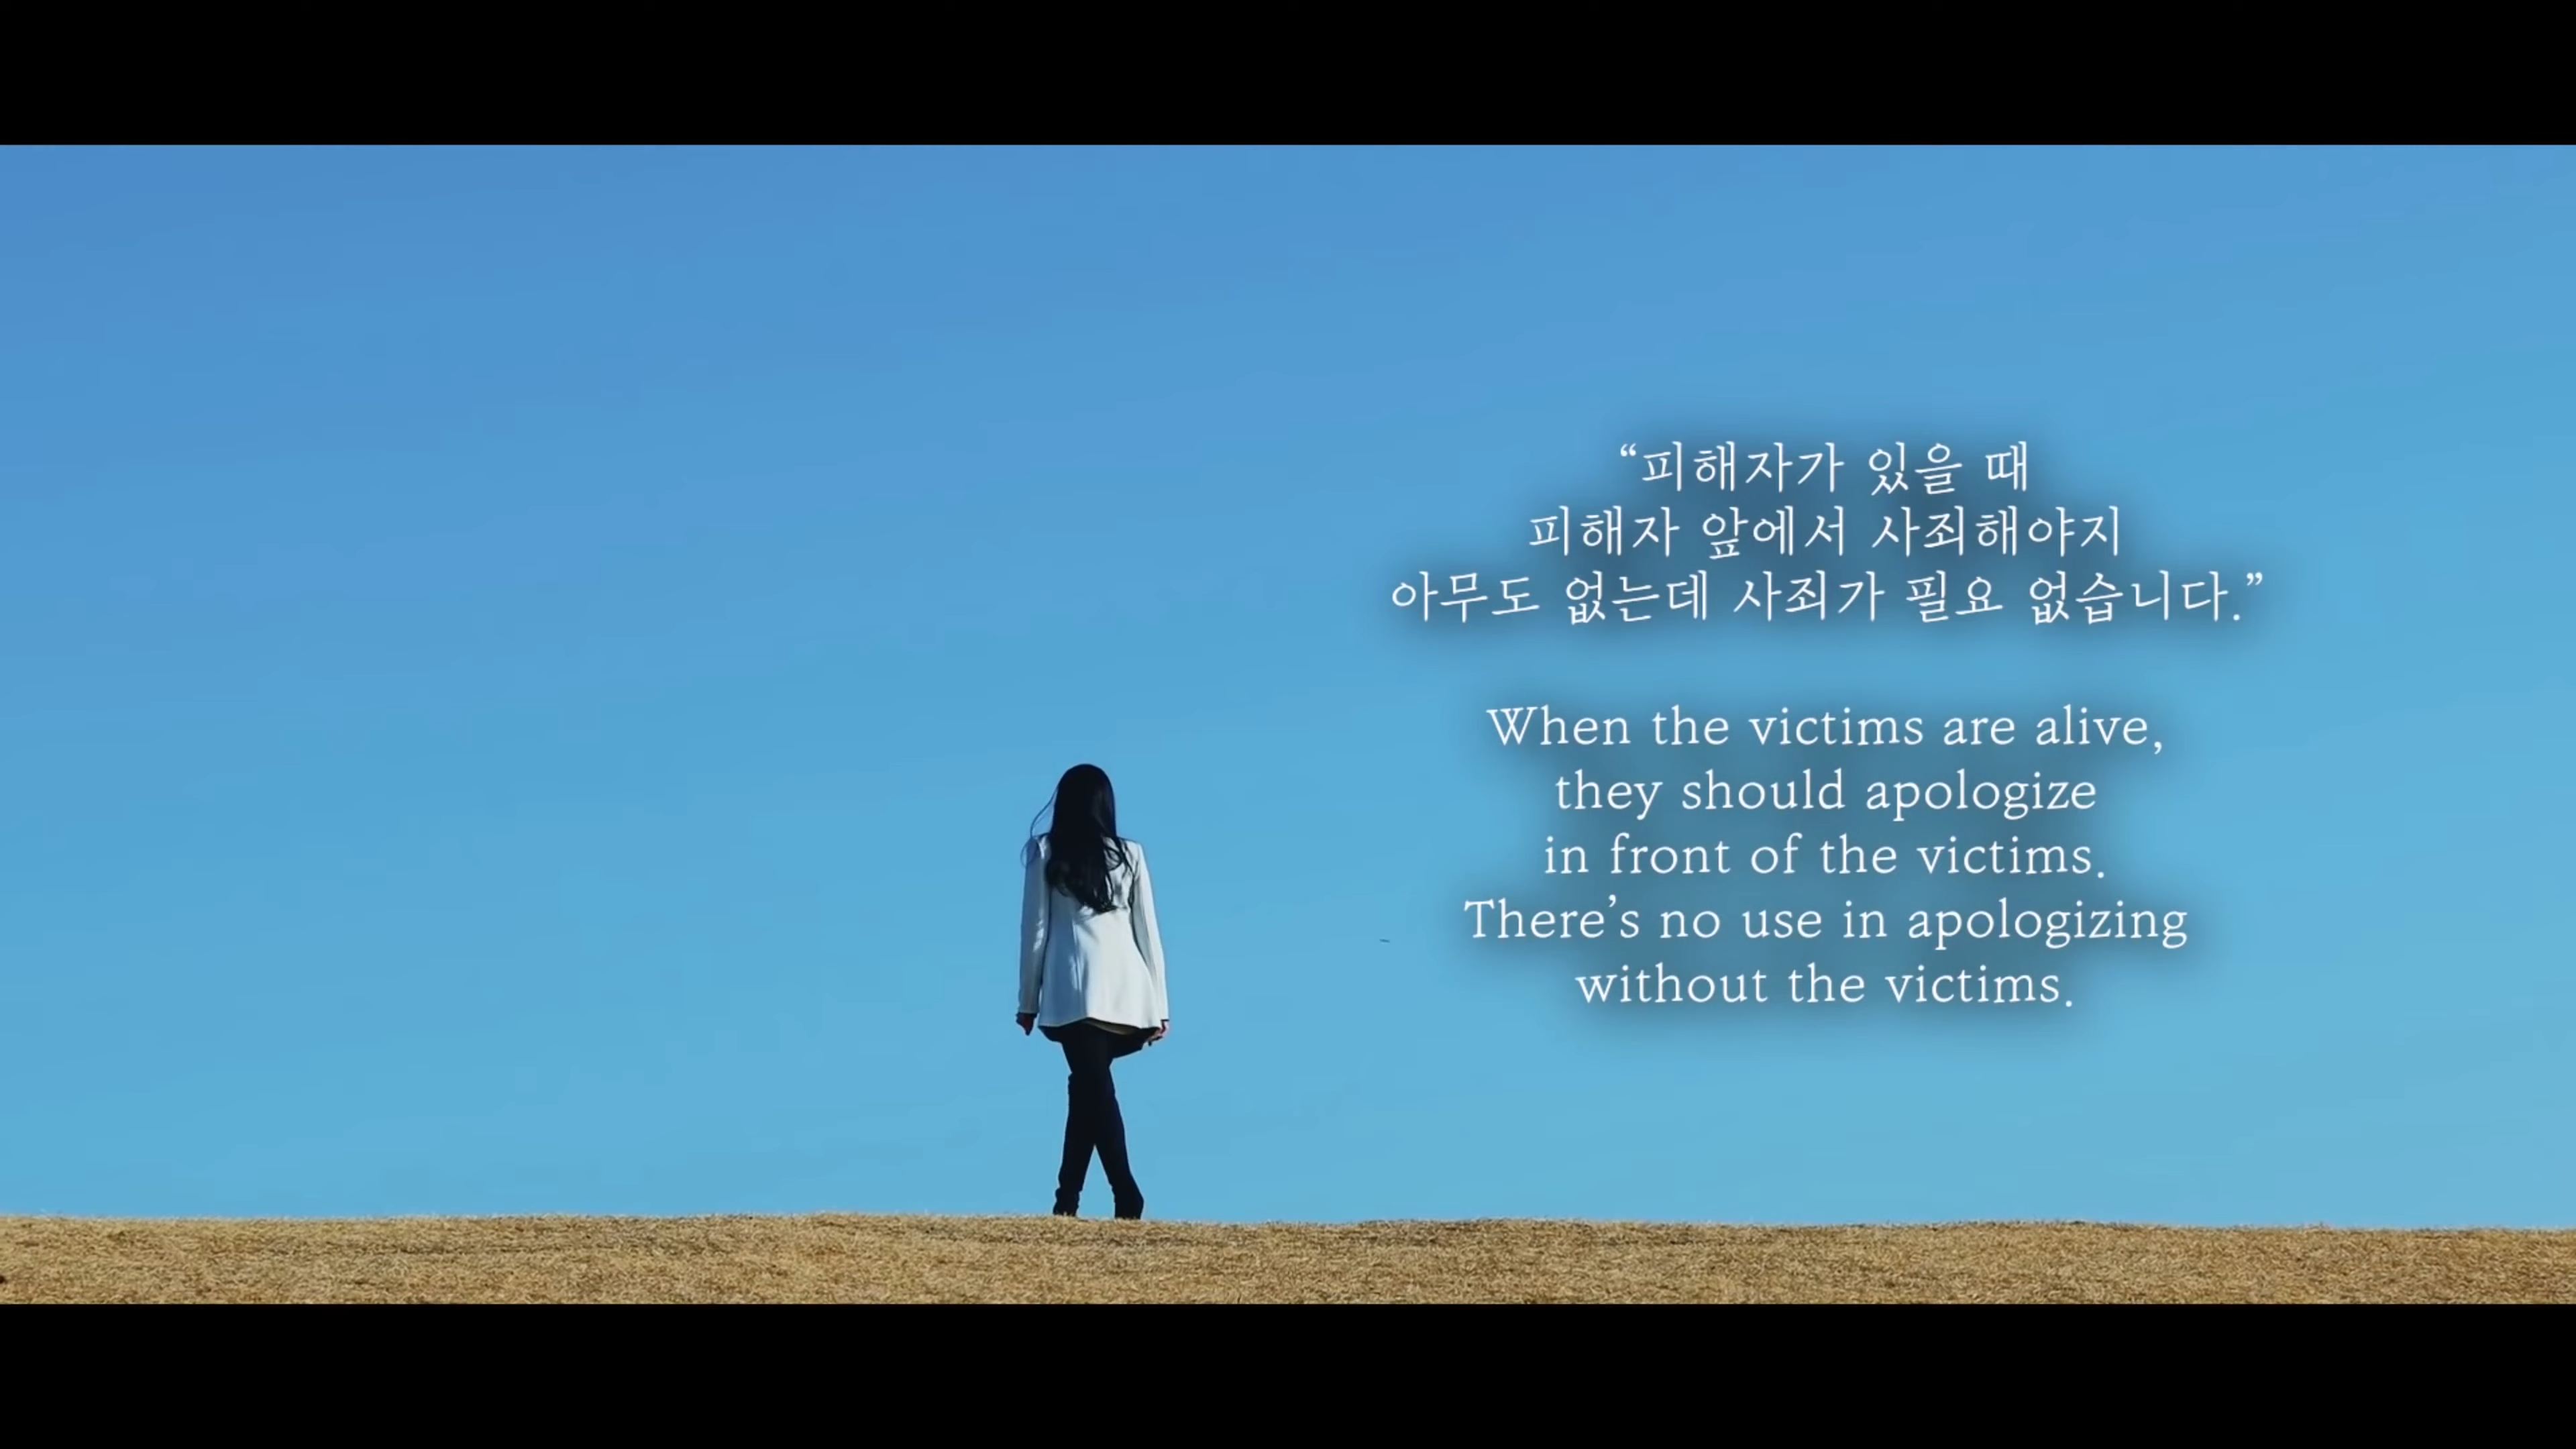 “피해자가 있을 때
피해자 앞에서 사죄해야지
아무도 없는데 사죄가 필요 없습니다.”
When the victims are alive,
they should apologize
in front of the victims.
There’s no use in apologizing
without the victims.